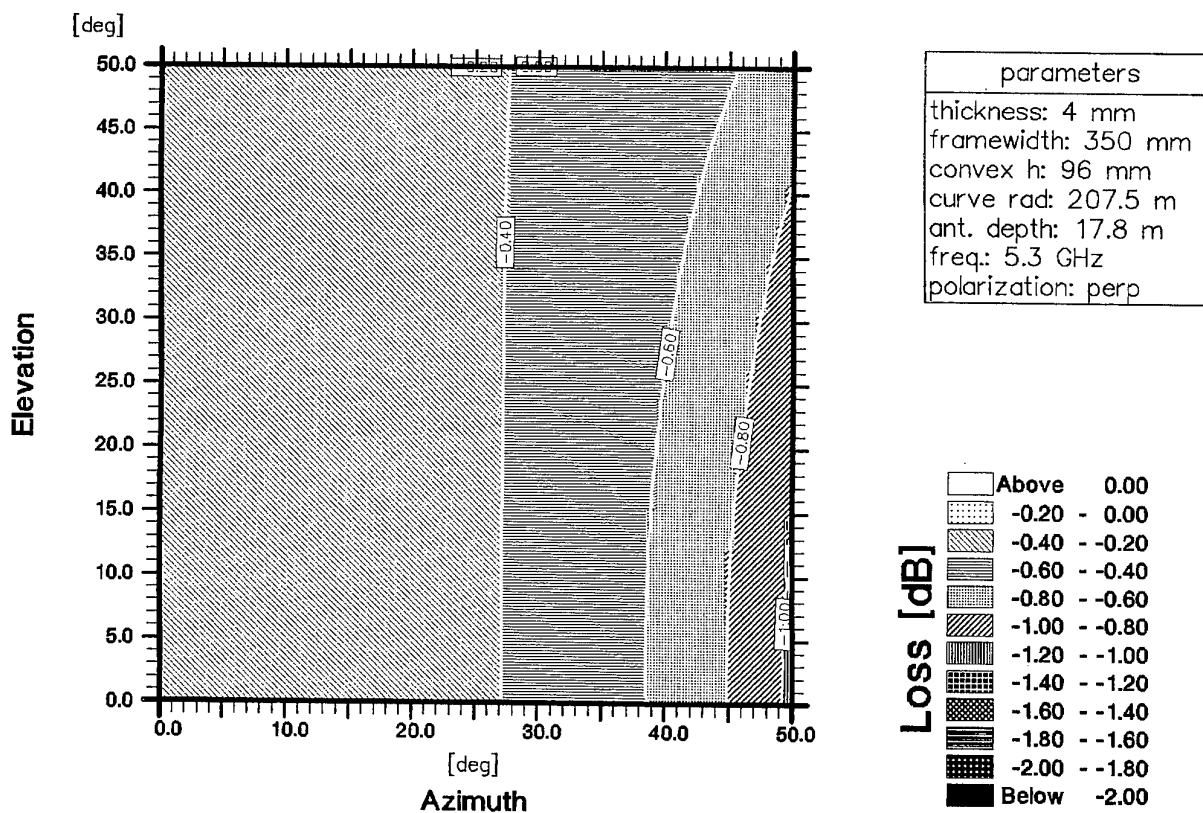 [deg]
50.0
45.0
40.0
35.0
30.0
25.0
20.0
15.0
10.0
5.0
0.0
Elevation
0.0 10.0 20.0 30.0 40.0 50.0
[deg]
Azimuth
-0.40
-0.60
-0.80
-1.00
parameters
thickness: 4 mm
framewidth: 350 mm
convex h: 96 mm
curve rad: 207.5 m
ant. depth: 17.8 m
freq.: 5.3 GHz
polarization: perp
Loss [dB]
Above 0.00
-0.20 - 0.00
-0.40 - -0.20
-0.60 - -0.40
-0.80 - -0.60
-1.00 - -0.80
-1.20 - -1.00
-1.40 - -1.20
-1.60 - -1.40
-1.80 - -1.60
-2.00 - -1.80
Below -2.00